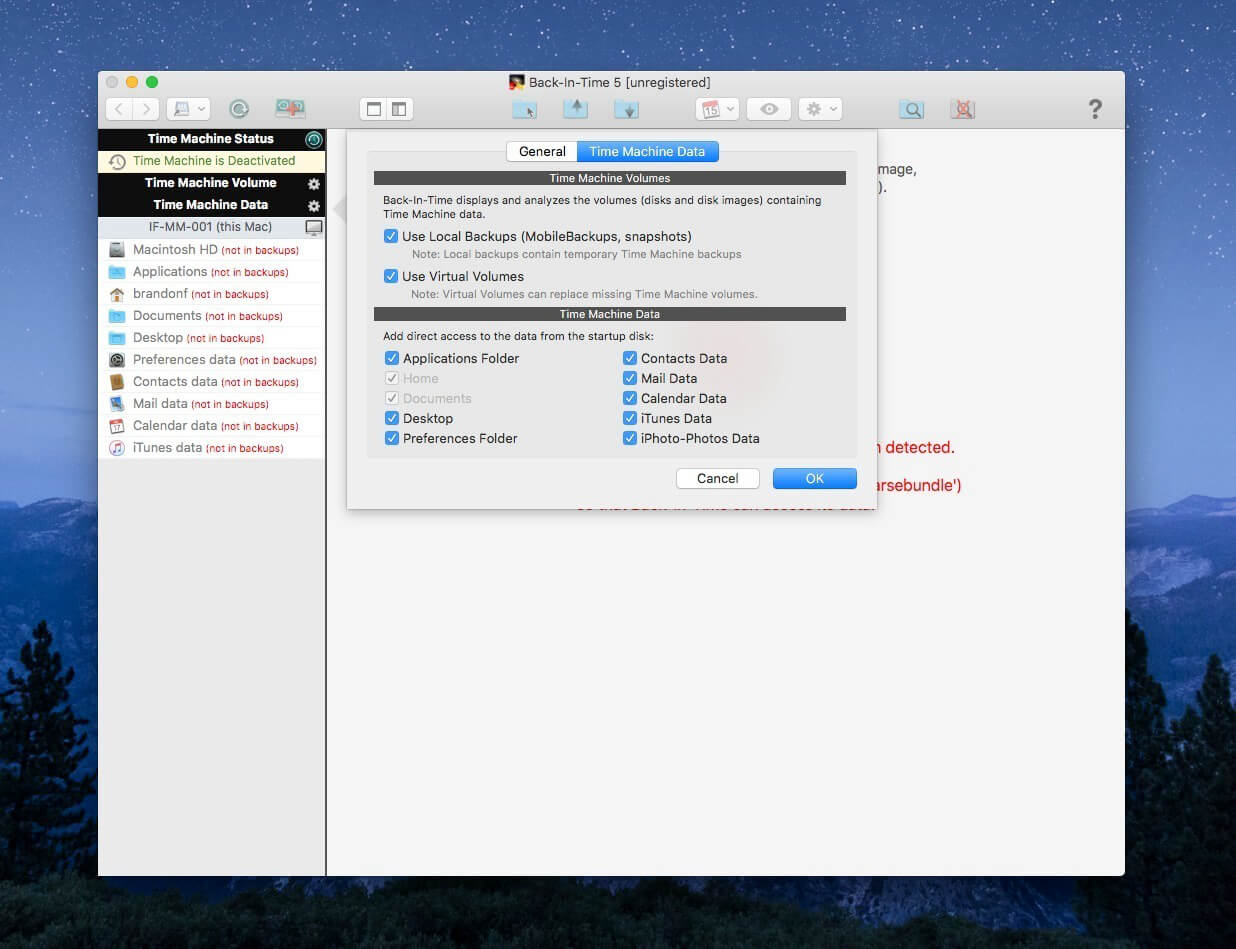 Back-In-Time 5 [unregistered]
15
?
Time Machine Status
Time Machine is Deactivated
Time Machine Volume
Time Machine Data
IF-MM-001 (this Mac)
Macintosh HD (not in backups)
Applications (not in backups)
brandonf (not in backups)
Documents (not in backups)
Desktop (not in backups)
Preferences data (not in backups)
Contacts data (not in backups)
Mail data (not in backups)
17
Calendar data (not in backups)
iTunes data (not in backups)
General
Time Machine Data
Time Machine Volumes
Back-In-Time displays and analyzes the volumes (disks and disk images) containing
Time Machine data.
Use Local Backups (MobileBackups, snapshots)
Note: Local backups contain temporary Time Machine backups
Use Virtual Volumes
Note: Virtual Volumes can replace missing Time Machine volumes.
Time Machine Data
Add direct access to the data from the startup disk:
Applications Folder
Home
Documents
Desktop
Preferences Folder
Contacts Data
Mail Data
Calendar Data
iTunes Data
iPhoto-Photos Data
Cancel
OK
mage,
).
detected.
arsebundle')